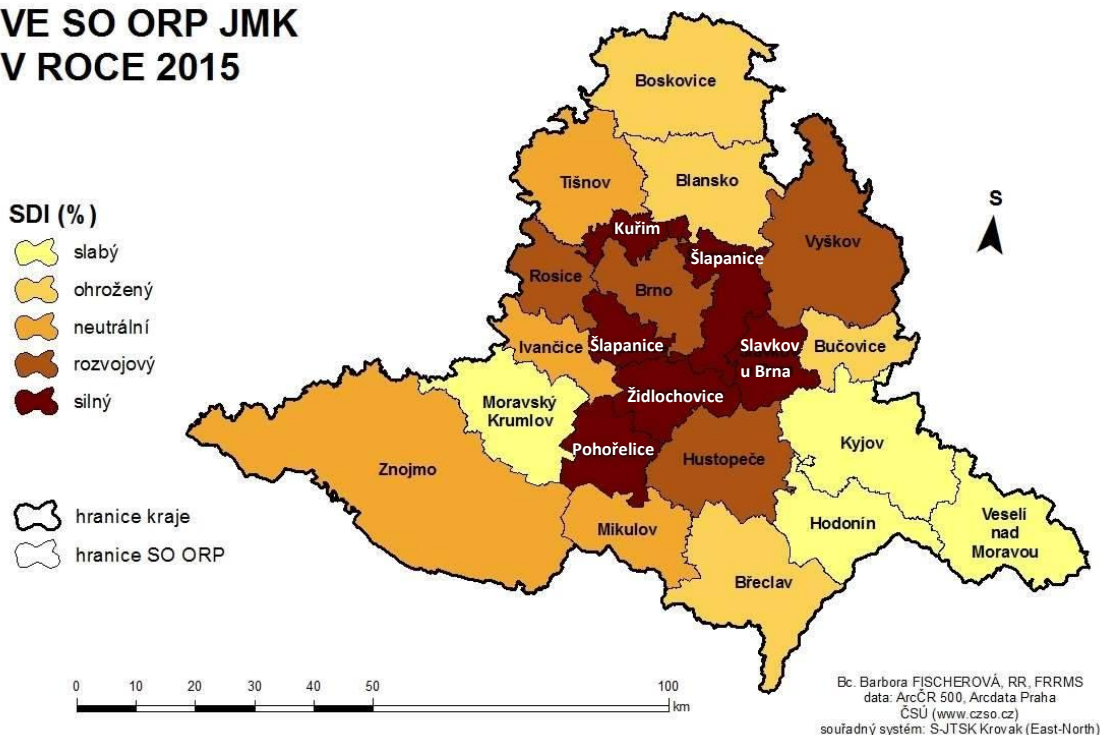 VE SO ORP JMK
V ROCE 2015
Boskovice
Tišnov
Blansko
SDI (%)
slabý
ohrožený
neutrální
rozvojový
silný
S
Kuřim
Šlapanice
Vyškov
Rosice
Brno
Ivančice
Šlapanice
Slavkov
u Brna
Bučovice
Židlochovice
Moravský
Krumlov
Pohořelice
Hustopeče
Kyjov
Znojmo
Mikulov
Hodonín
Veselí
nad
Moravou
Břeclav
hranice kraje
hranice SO ORP
0 10 20 30 40 50 100
km
Bc. Barbora FISCHEROVÁ, RR, FRRMS
data: ArcČR 500, Arcdata Praha
ČSÚ (www.czso.cz)
souřadný systém: S-JTSK Krovak (East-North)